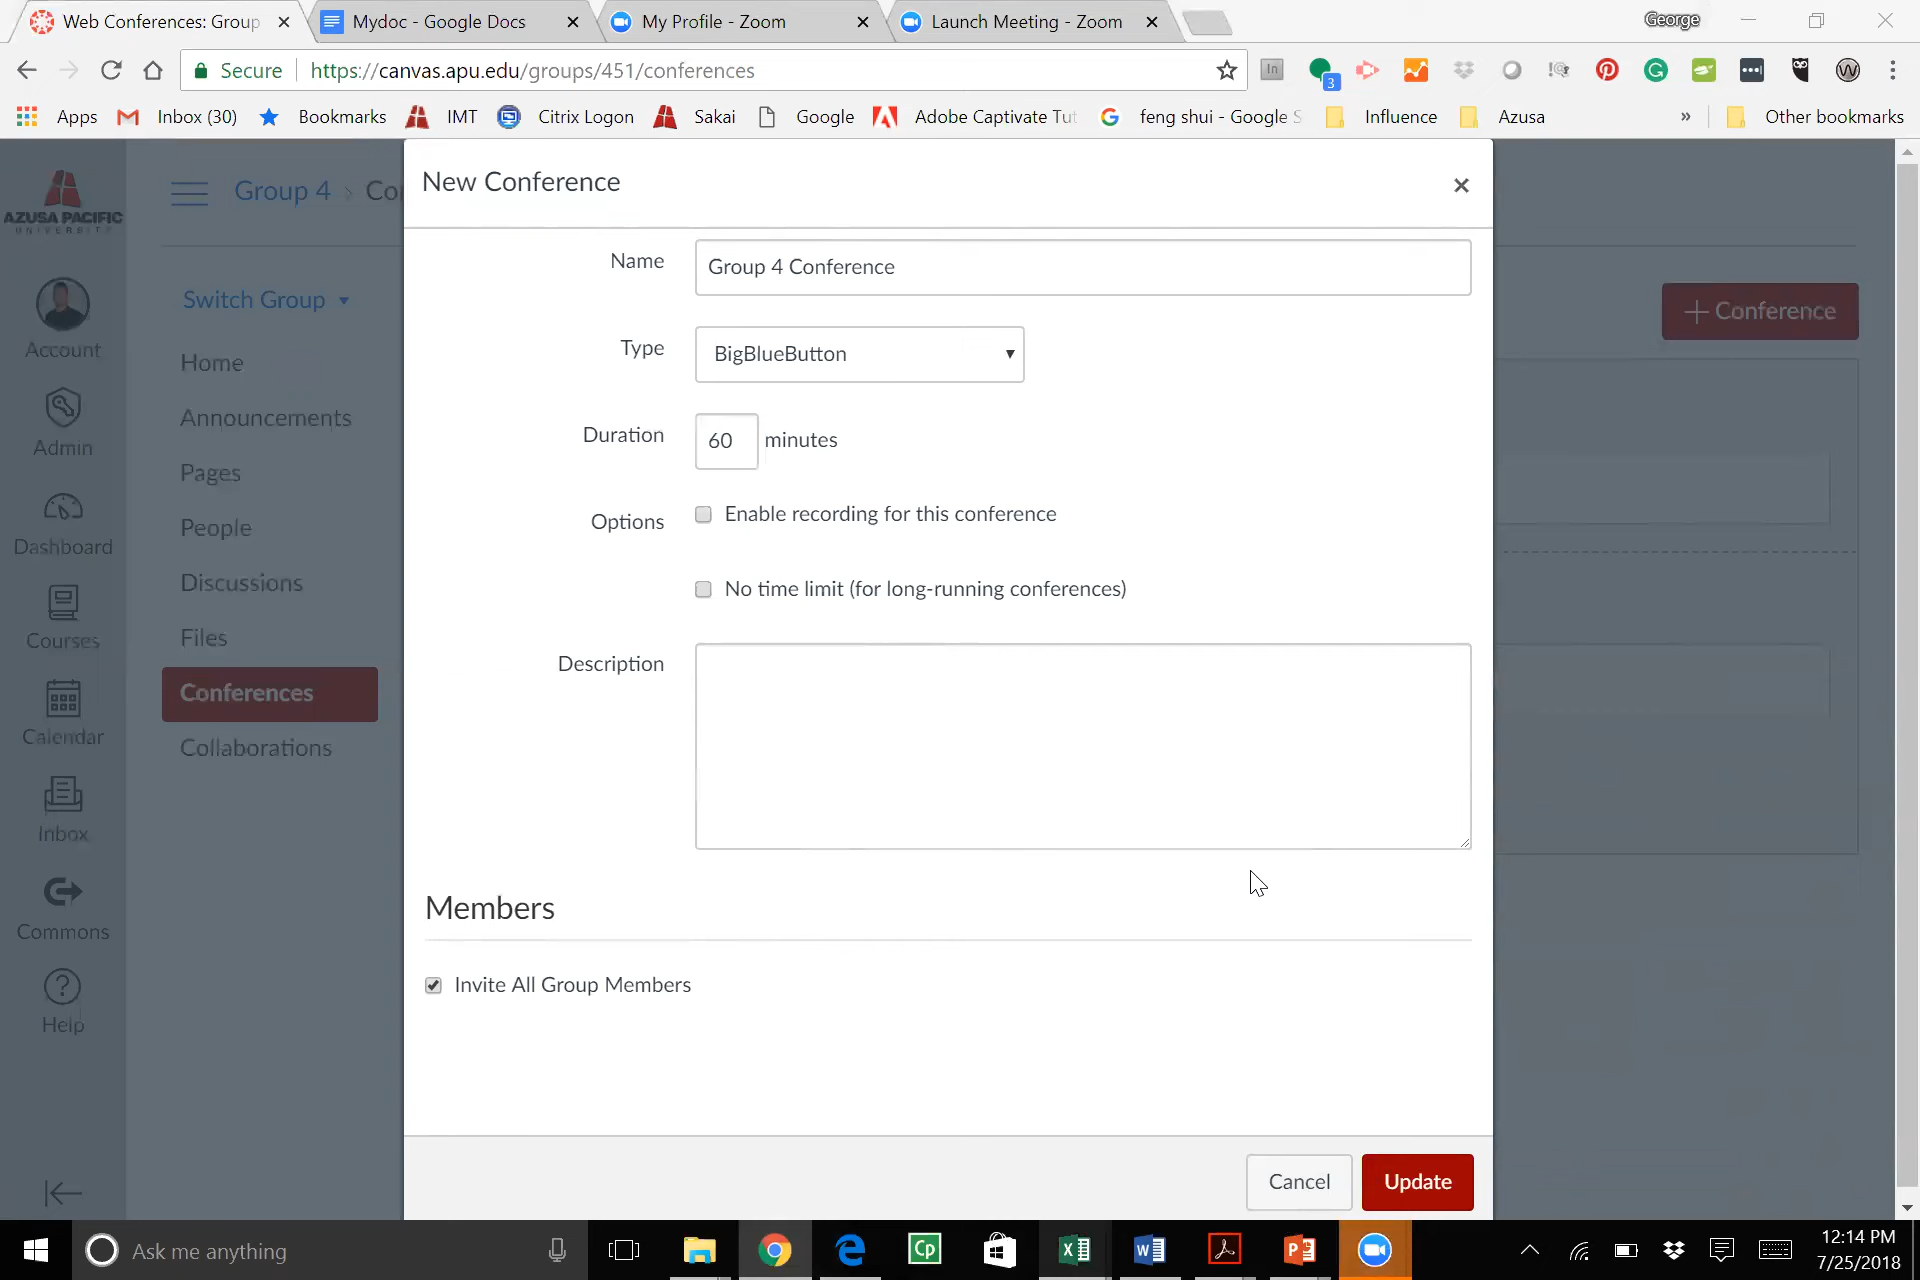 Web Conferences: Group
Mydoc - Google Docs
My Profile - Zoom
Launch Meeting - Zoom
George
Secure
https://canvas.apu.edu/groups/451/conferences
In
3
Apps
Inbox (30)
Bookmarks
IMT
Citrix Logon
Sakai
Google
Adobe Captivate Tut
feng shui - Google S
Influence
Azusa
»
Other bookmarks
AZUSA PACIFIC
UNIVERSITY
Account
Admin
Dashboard
Courses
Calendar
Inbox
Commons
Help
Group 4 › Co
Switch Group
Home
Announcements
Pages
People
Discussions
Files
Conferences
Collaborations
+ Conference
New Conference
Name
Group 4 Conference
Type
BigBlueButton
Duration
60 minutes
Options
Enable recording for this conference
No time limit (for long-running conferences)
Description
Members
Invite All Group Members
Cancel
Update
Ask me anything
Cp
12:14 PM
7/25/2018